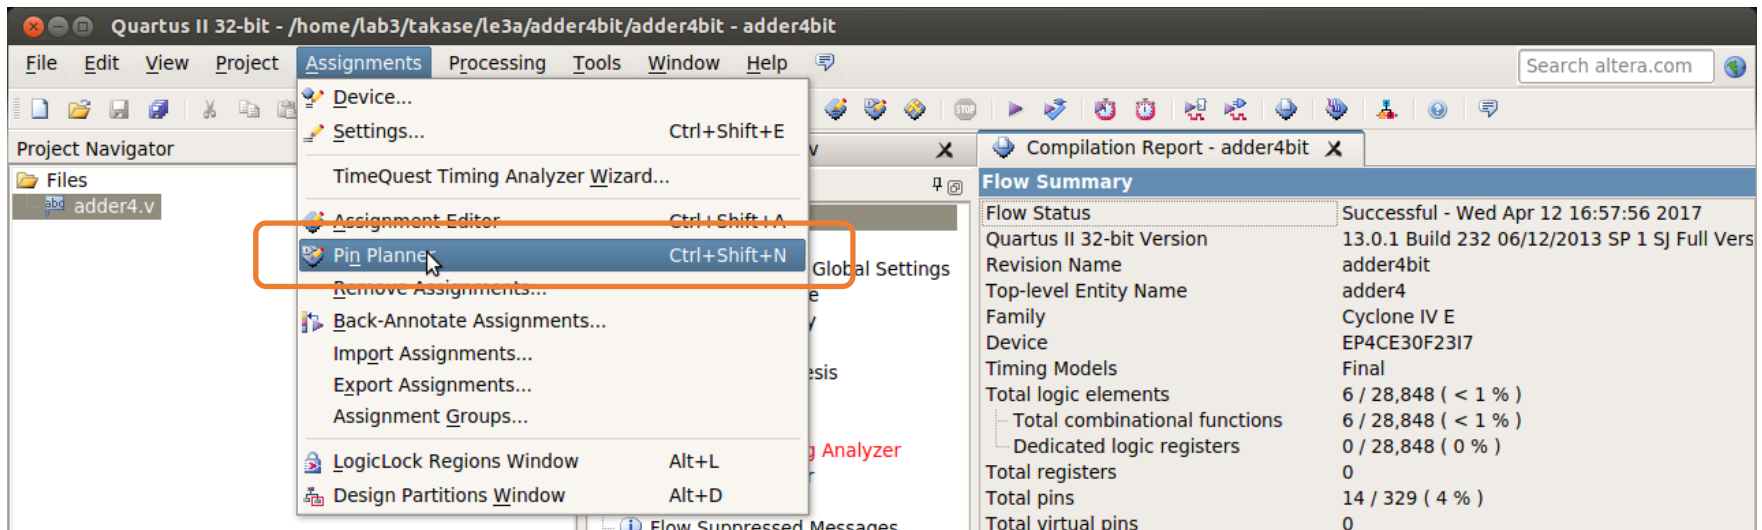 Quartus II 32-bit - /home/lab3/takase/le3a/adder4bit/adder4bit - adder4bit
File Edit View Project Assignments Processing Tools Window Help
Search altera.com
STOP
Project Navigator
Files
abc adder4.v
Device...
Settings... Ctrl+Shift+E
TimeQuest Timing Analyzer Wizard...
Assignment Editor Ctrl+Shift+A
Pin Planner Ctrl+Shift+N
Remove Assignments...
Back-Annotate Assignments...
Import Assignments...
Export Assignments...
Assignment Groups...
LogicLock Regions Window Alt+L
Design Partitions Window Alt+D
Global Settings
Analyzer
Flow Suppressed Messages
Compilation Report - adder4bit
Flow Summary
Flow Status Successful - Wed Apr 12 16:57:56 2017
Quartus II 32-bit Version 13.0.1 Build 232 06/12/2013 SP 1 SJ Full Vers
Revision Name adder4bit
Top-level Entity Name adder4
Family Cyclone IV E
Device EP4CE30F23I7
Timing Models Final
Total logic elements 6 / 28,848 ( < 1 % )
Total combinational functions 6 / 28,848 ( < 1 % )
Dedicated logic registers 0 / 28,848 ( 0 % )
Total registers 0
Total pins 14 / 329 ( 4 % )
Total virtual pins 0